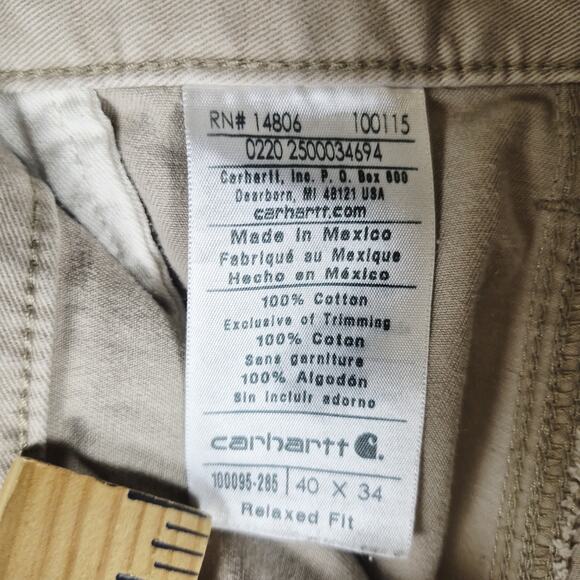 RN# 14806 100115
0220 2500034694
Carhartt, Inc. P. O. Box 600
Dearborn, MI 48121 USA
carhartt.com
Made in Mexico
Fabriqué au Mexique
Hecho en México
100% Cotton
Exclusive of Trimming
100% Coton
Sans garniture
100% Algodón
Sin incluir adorno
carhartt
100095-285 | 40 X 34
Relaxed Fit